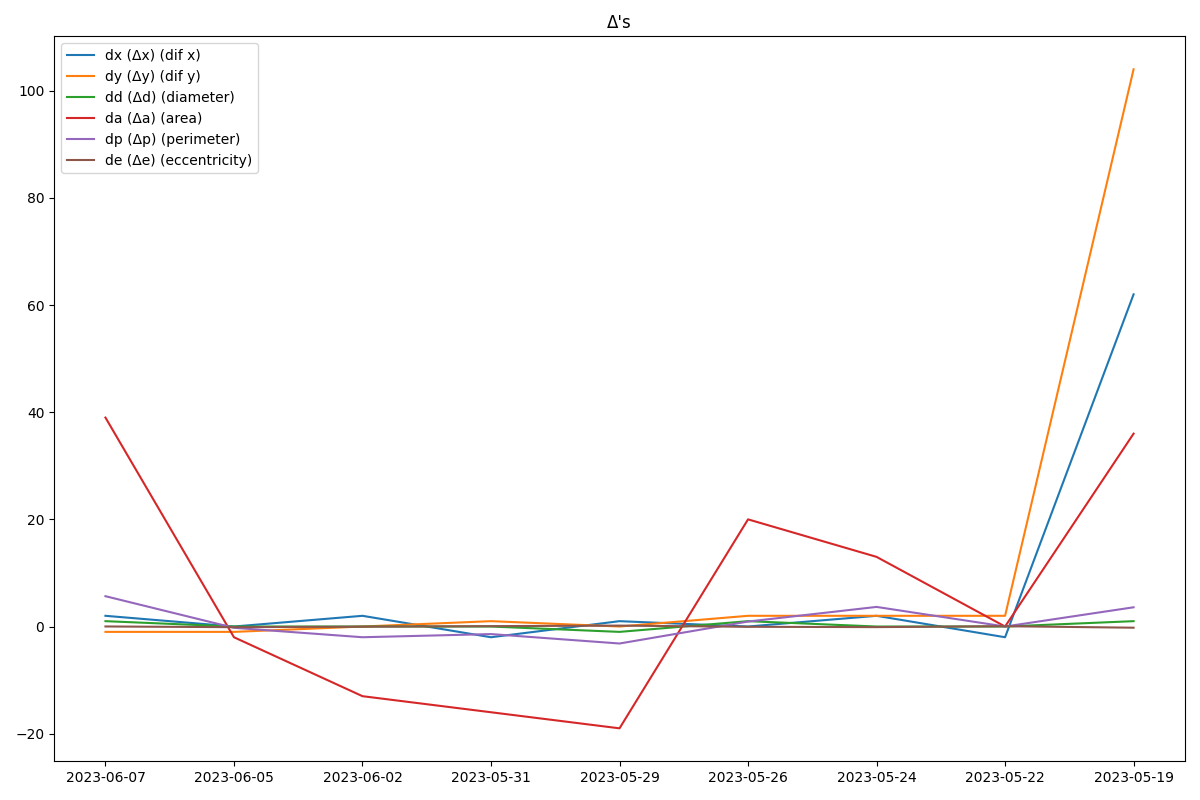 Δ's
dx (Δx) (dif x)
dy (Δy) (dif y)
dd (Δd) (diameter)
da (Δa) (area)
dp (Δp) (perimeter)
de (Δe) (eccentricity)
100
80
60
40
20
0
−20
2023-06-07 2023-06-05 2023-06-02 2023-05-31 2023-05-29 2023-05-26 2023-05-24 2023-05-22 2023-05-19